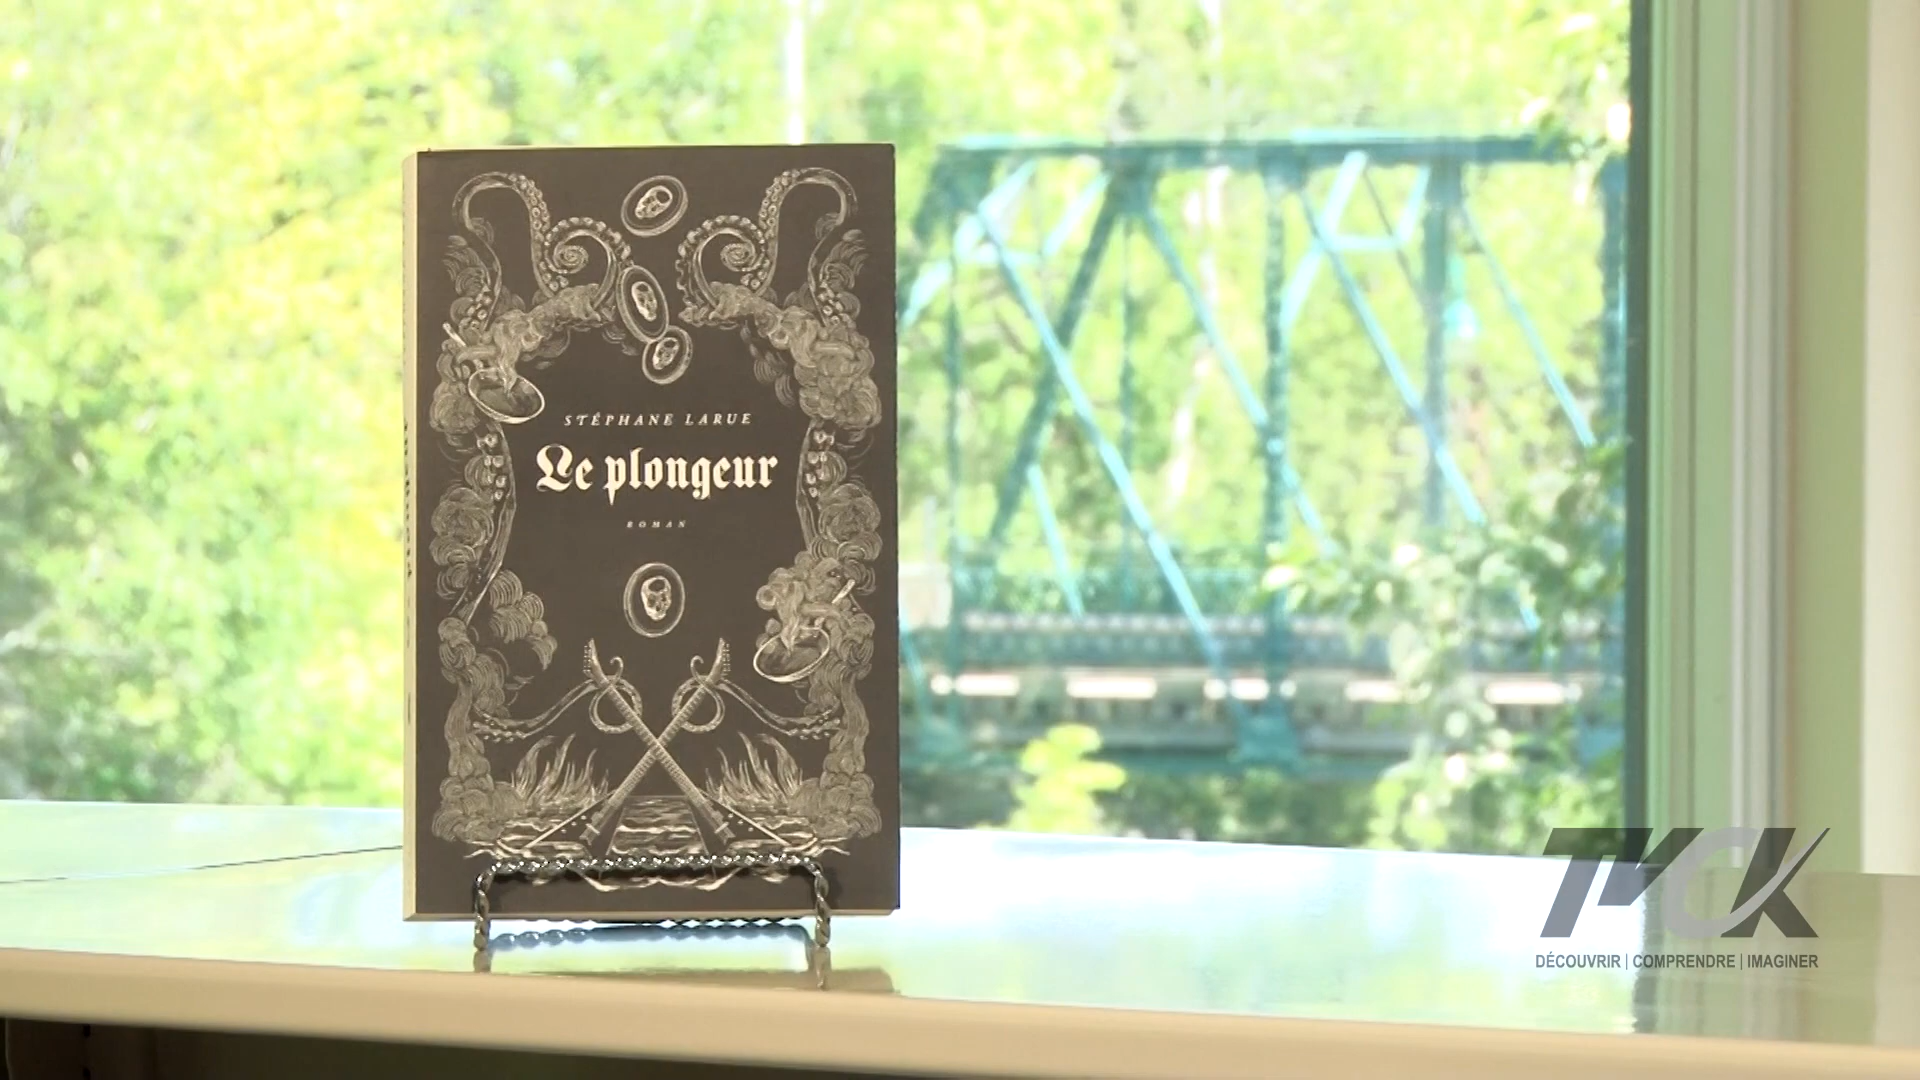 STÉPHANE LARUE
Le plongeur
ROMAN
TVCK
DÉCOUVRIR | COMPRENDRE | IMAGINER